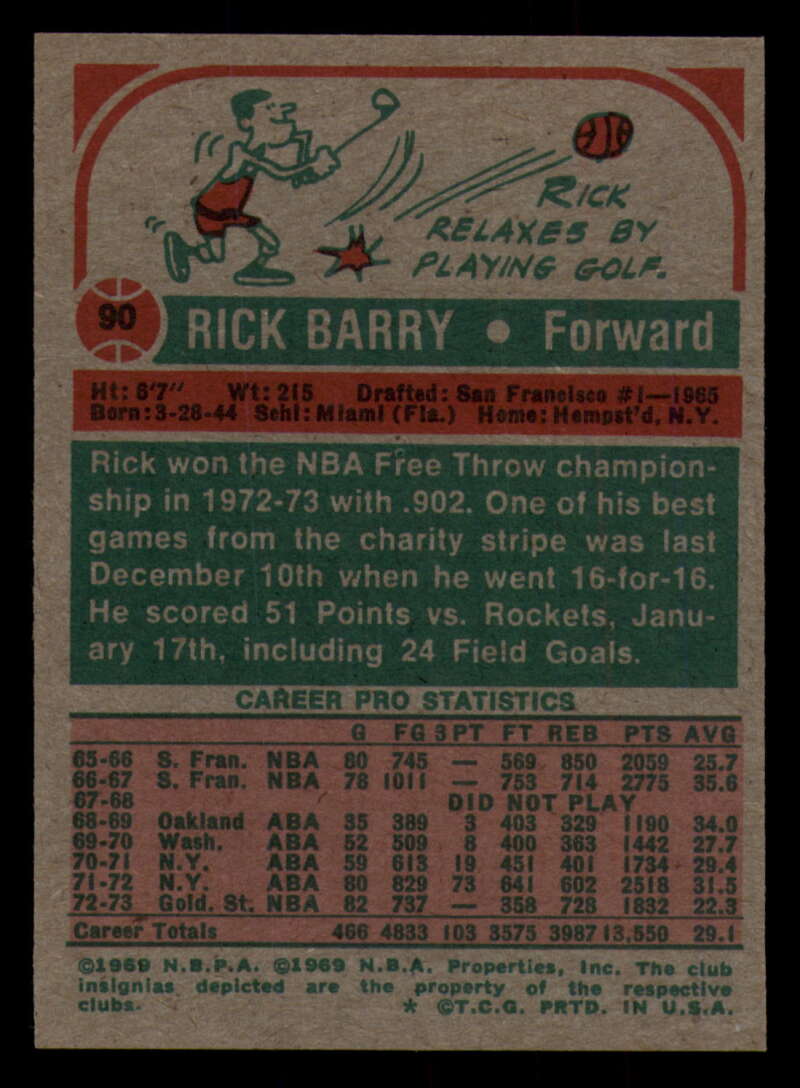 RICK
RELAXES BY
PLAYING GOLF.
90 RICK BARRY • Forward
Ht: 6'7" Wt: 215 Drafted: San Francisco #1—1965
Born: 3-28-44 Schl: Miami (Fla.) Home: Hempst'd, N.Y.
Rick won the NBA Free Throw champion-
ship in 1972-73 with .902. One of his best
games from the charity stripe was last
December 10th when he went 16-for-16.
He scored 51 Points vs. Rockets, Janu-
ary 17th, including 24 Field Goals.
CAREER PRO STATISTICS
G FG 3PT FT REB PTS AVG
65-66 S. Fran. NBA 80 745 — 569 850 2059 25.7
66-67 S. Fran. NBA 78 1011 — 753 714 2775 35.6
67-68 DID NOT PLAY
68-69 Oakland ABA 35 389 3 403 329 1190 34.0
69-70 Wash. ABA 52 509 8 400 363 1442 27.7
70-71 N.Y. ABA 59 613 19 451 401 1734 29.4
71-72 N.Y. ABA 80 829 73 641 602 2518 31.5
72-73 Gold. St. NBA 82 737 — 358 728 1832 22.3
Career Totals 466 4833 103 3575 3987 13,550 29.1
©1969 N.B.P.A. ©1969 N.B.A. Properties, Inc. The club
insignias depicted are the property of the respective
clubs. * ©T.C.G. PRTD. IN U.S.A.